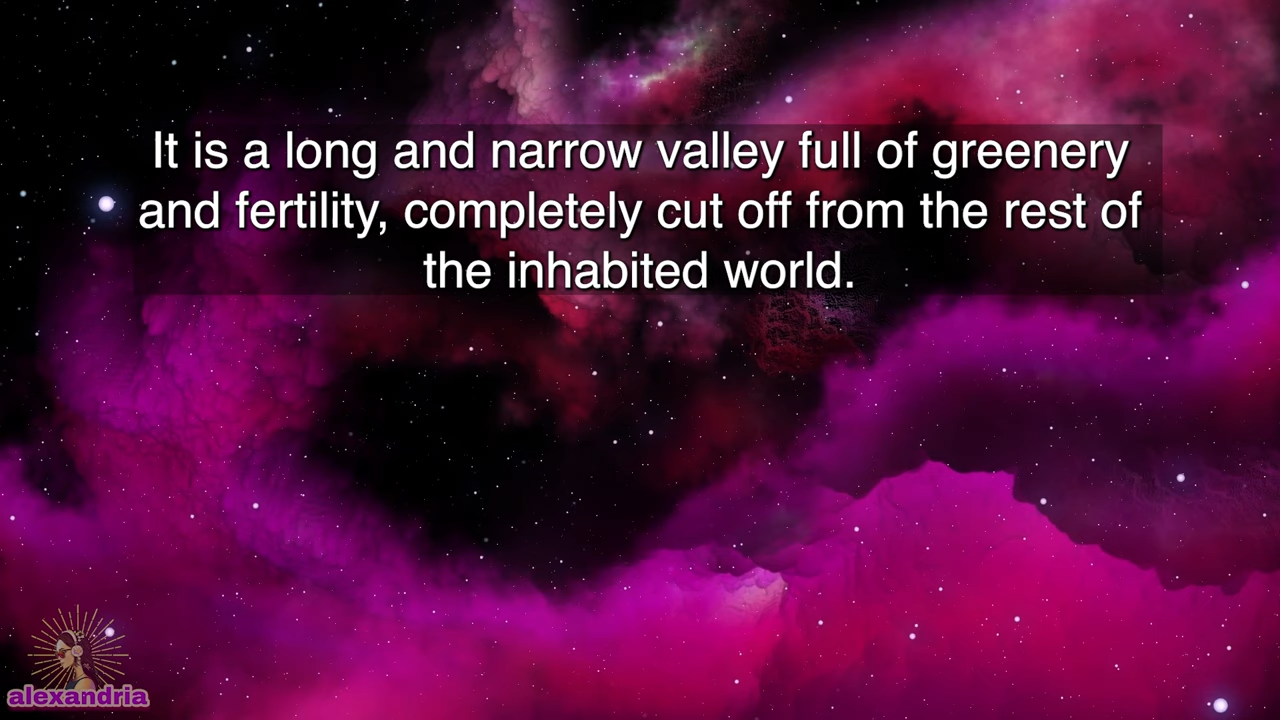 It is a long and narrow valley full of greenery
and fertility, completely cut off from the rest of
the inhabited world.
alexandria